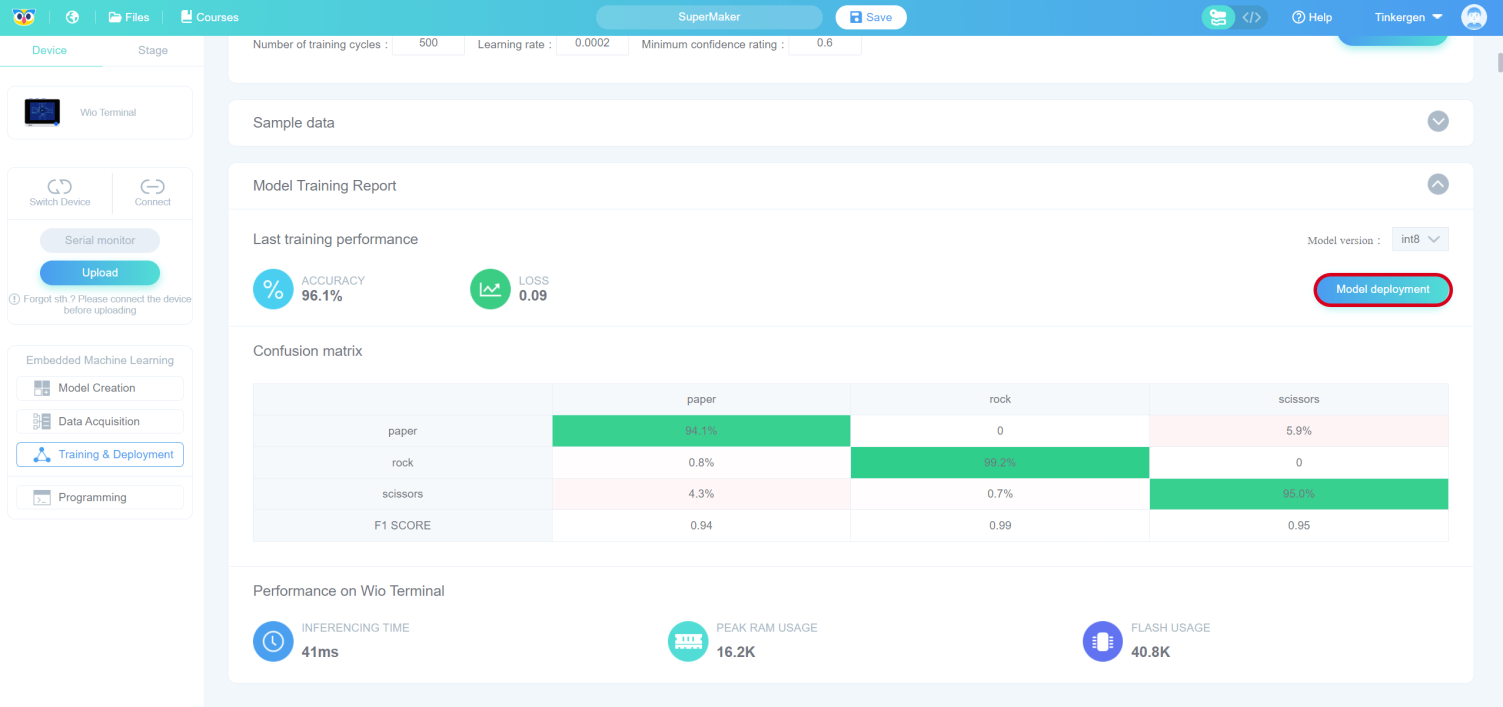 Files
Courses
SuperMaker
Save
</>
Help
Tinkergen
Device
Stage
Wio Terminal
Switch Device
Connect
Serial monitor
Upload
Forgot sth.? Please connect the device
before uploading
Embedded Machine Learning
Model Creation
Data Acquisition
Training & Deployment
Programming
Number of training cycles : 500 Learning rate : 0.0002 Minimum confidence rating : 0.6
Sample data
Model Training Report
Last training performance
Model version : int8
ACCURACY
96.1%
LOSS
0.09
Model deployment
Confusion matrix
paper rock scissors
paper 94.1% 0 5.9%
rock 0.8% 99.2% 0
scissors 4.3% 0.7% 95.0%
F1 SCORE 0.94 0.99 0.95
Performance on Wio Terminal
INFERENCING TIME
41ms
PEAK RAM USAGE
16.2K
FLASH USAGE
40.8K